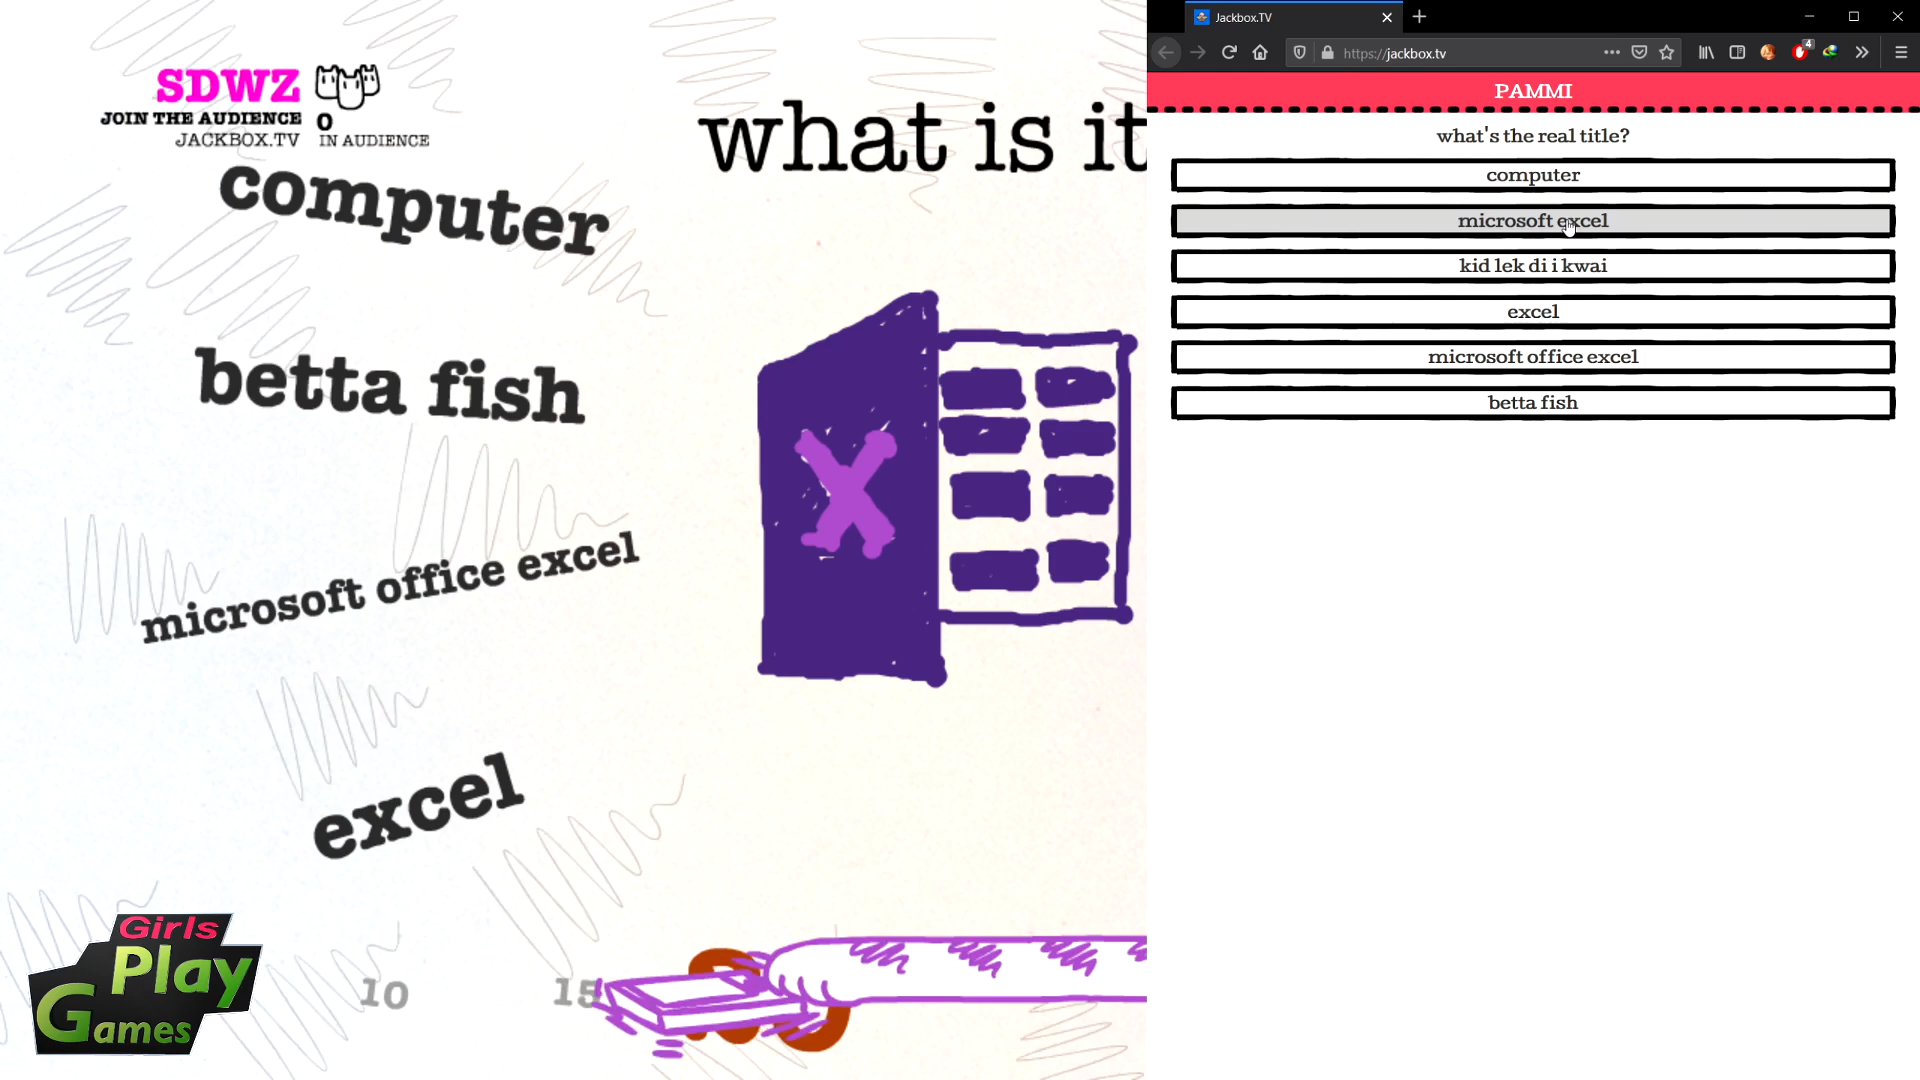 SDWZ
JOIN THE AUDIENCE
JACKBOX.TV
0
IN AUDIENCE
what is it
computer
betta fish
microsoft office excel
excel
X
10
15
Girls
Play
Games
Jackbox.TV
https://jackbox.tv
4
PAMMI
what's the real title?
computer
microsoft excel
kid lek di i kwai
excel
microsoft office excel
betta fish